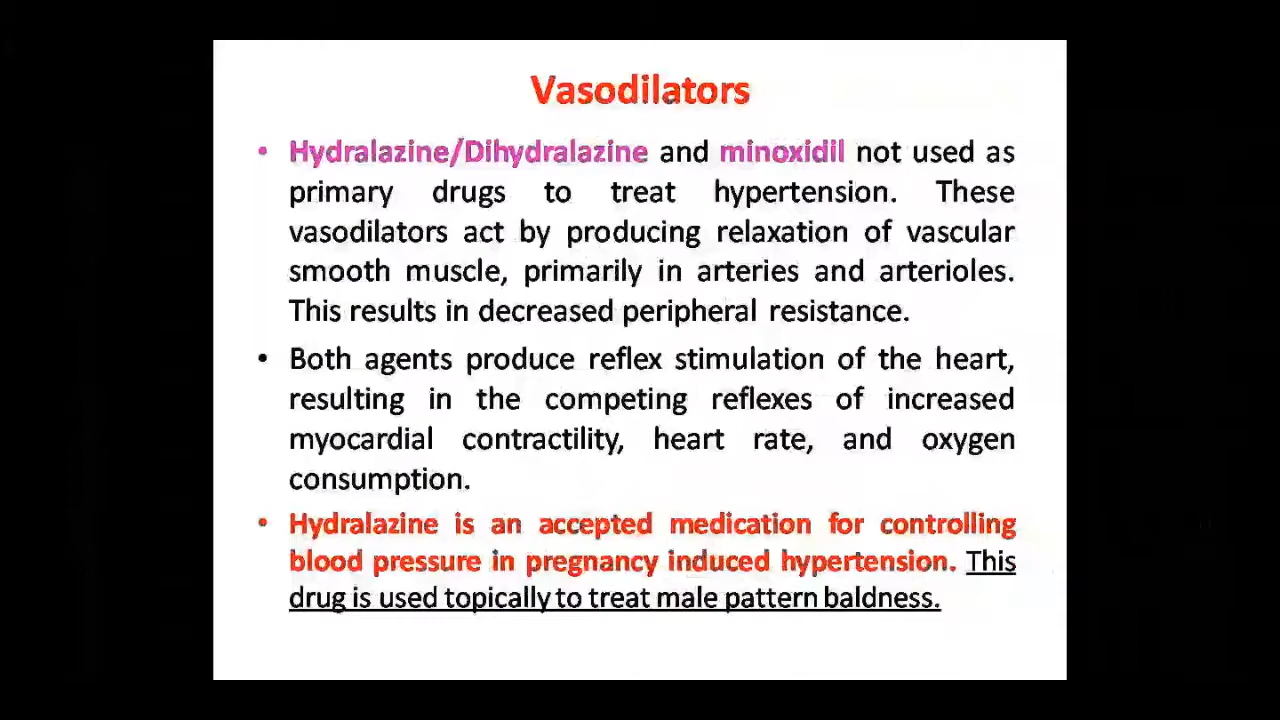 Vasodilators
• Hydralazine/Dihydralazine and minoxidil not used as
primary drugs to treat hypertension. These
vasodilators act by producing relaxation of vascular
smooth muscle, primarily in arteries and arterioles.
This results in decreased peripheral resistance.
• Both agents produce reflex stimulation of the heart,
resulting in the competing reflexes of increased
myocardial contractility, heart rate, and oxygen
consumption.
• Hydralazine is an accepted medication for controlling
blood pressure in pregnancy induced hypertension. This
drug is used topically to treat male pattern baldness.